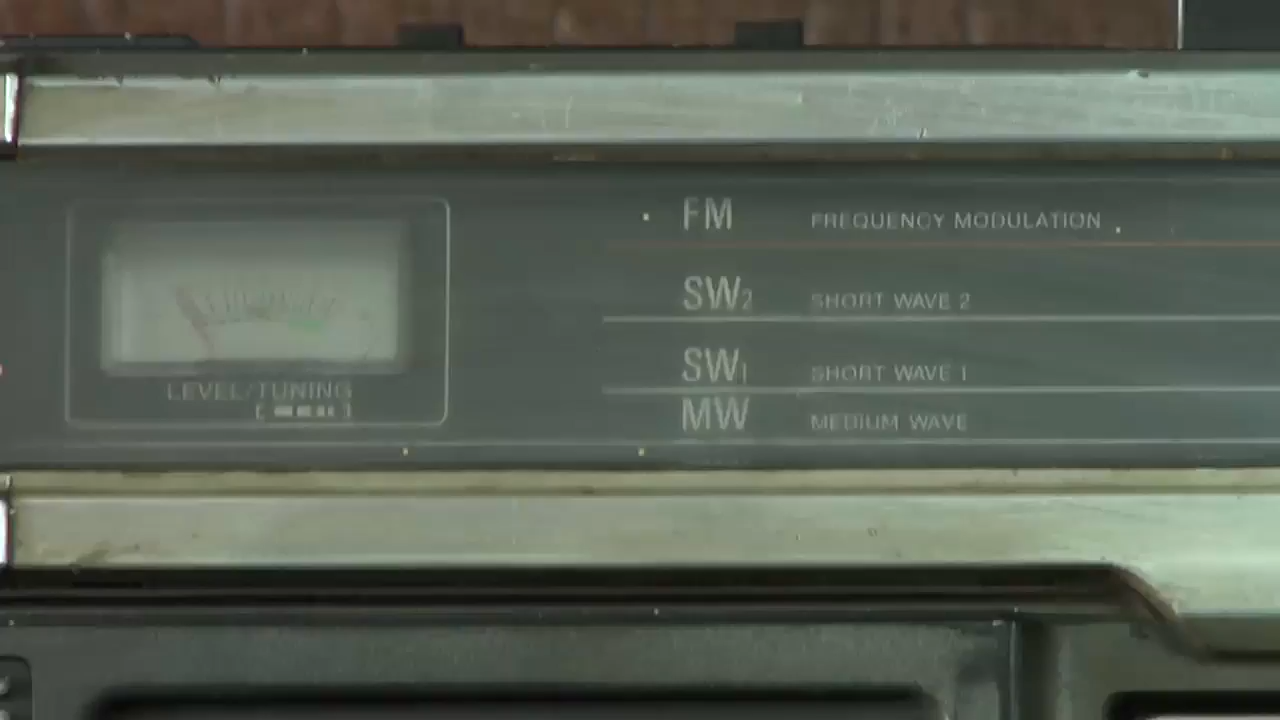 FM FREQUENCY MODULATION
SW2 SHORT WAVE 2
SW1 SHORT WAVE 1
MW MEDIUM WAVE
LEVEL/TUNING